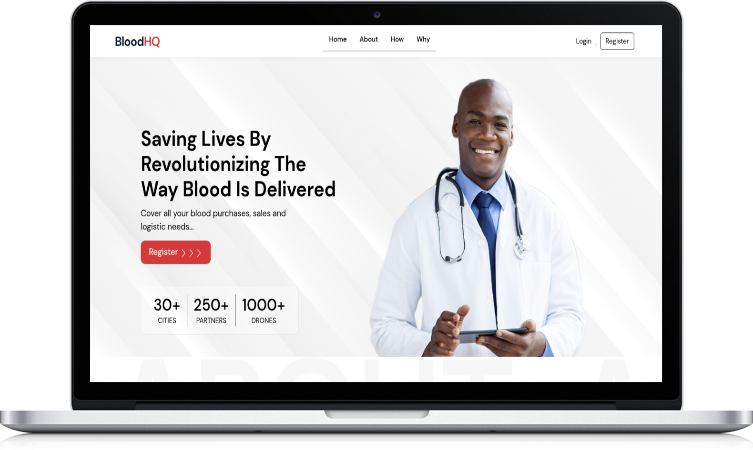 BloodHQ
Home About How Why
Login Register
Saving Lives By
Revolutionizing The
Way Blood Is Delivered
Cover all your blood purchases, sales and
logistic needs...
Register
30+ 250+ 1000+
CITIES PARTNERS DRONES